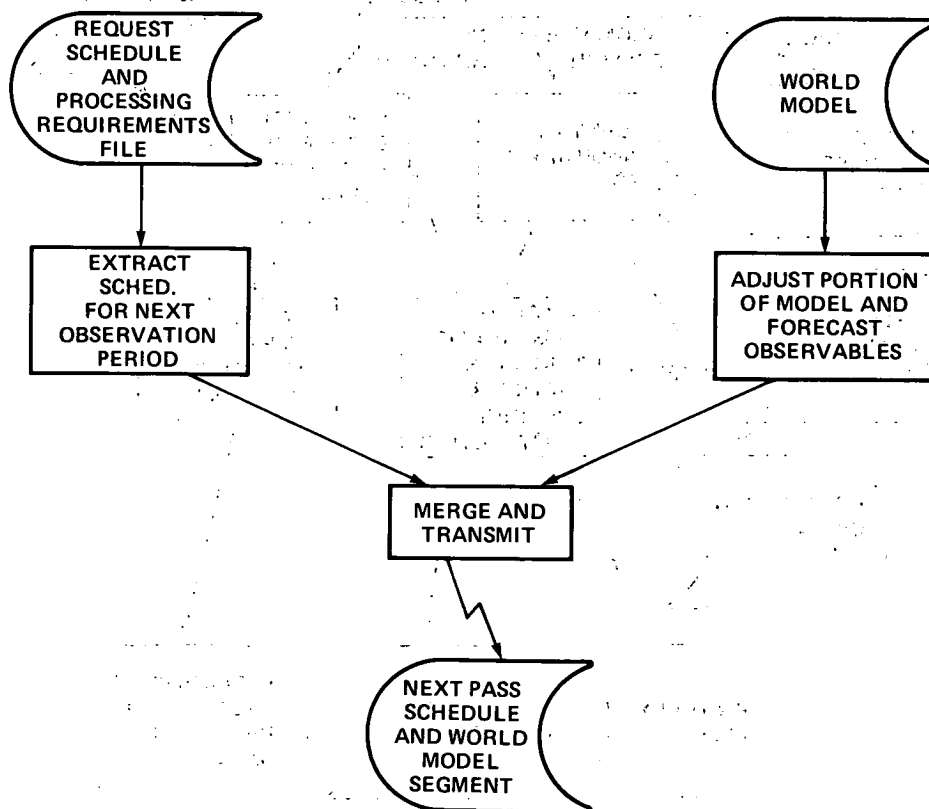 REQUEST
SCHEDULE
AND
PROCESSING
REQUIREMENTS
FILE
WORLD
MODEL
EXTRACT
SCHED.
FOR NEXT
OBSERVATION
PERIOD
ADJUST PORTION
OF MODEL AND
FORECAST
OBSERVABLES
MERGE AND
TRANSMIT
NEXT PASS
SCHEDULE
AND WORLD
MODEL
SEGMENT